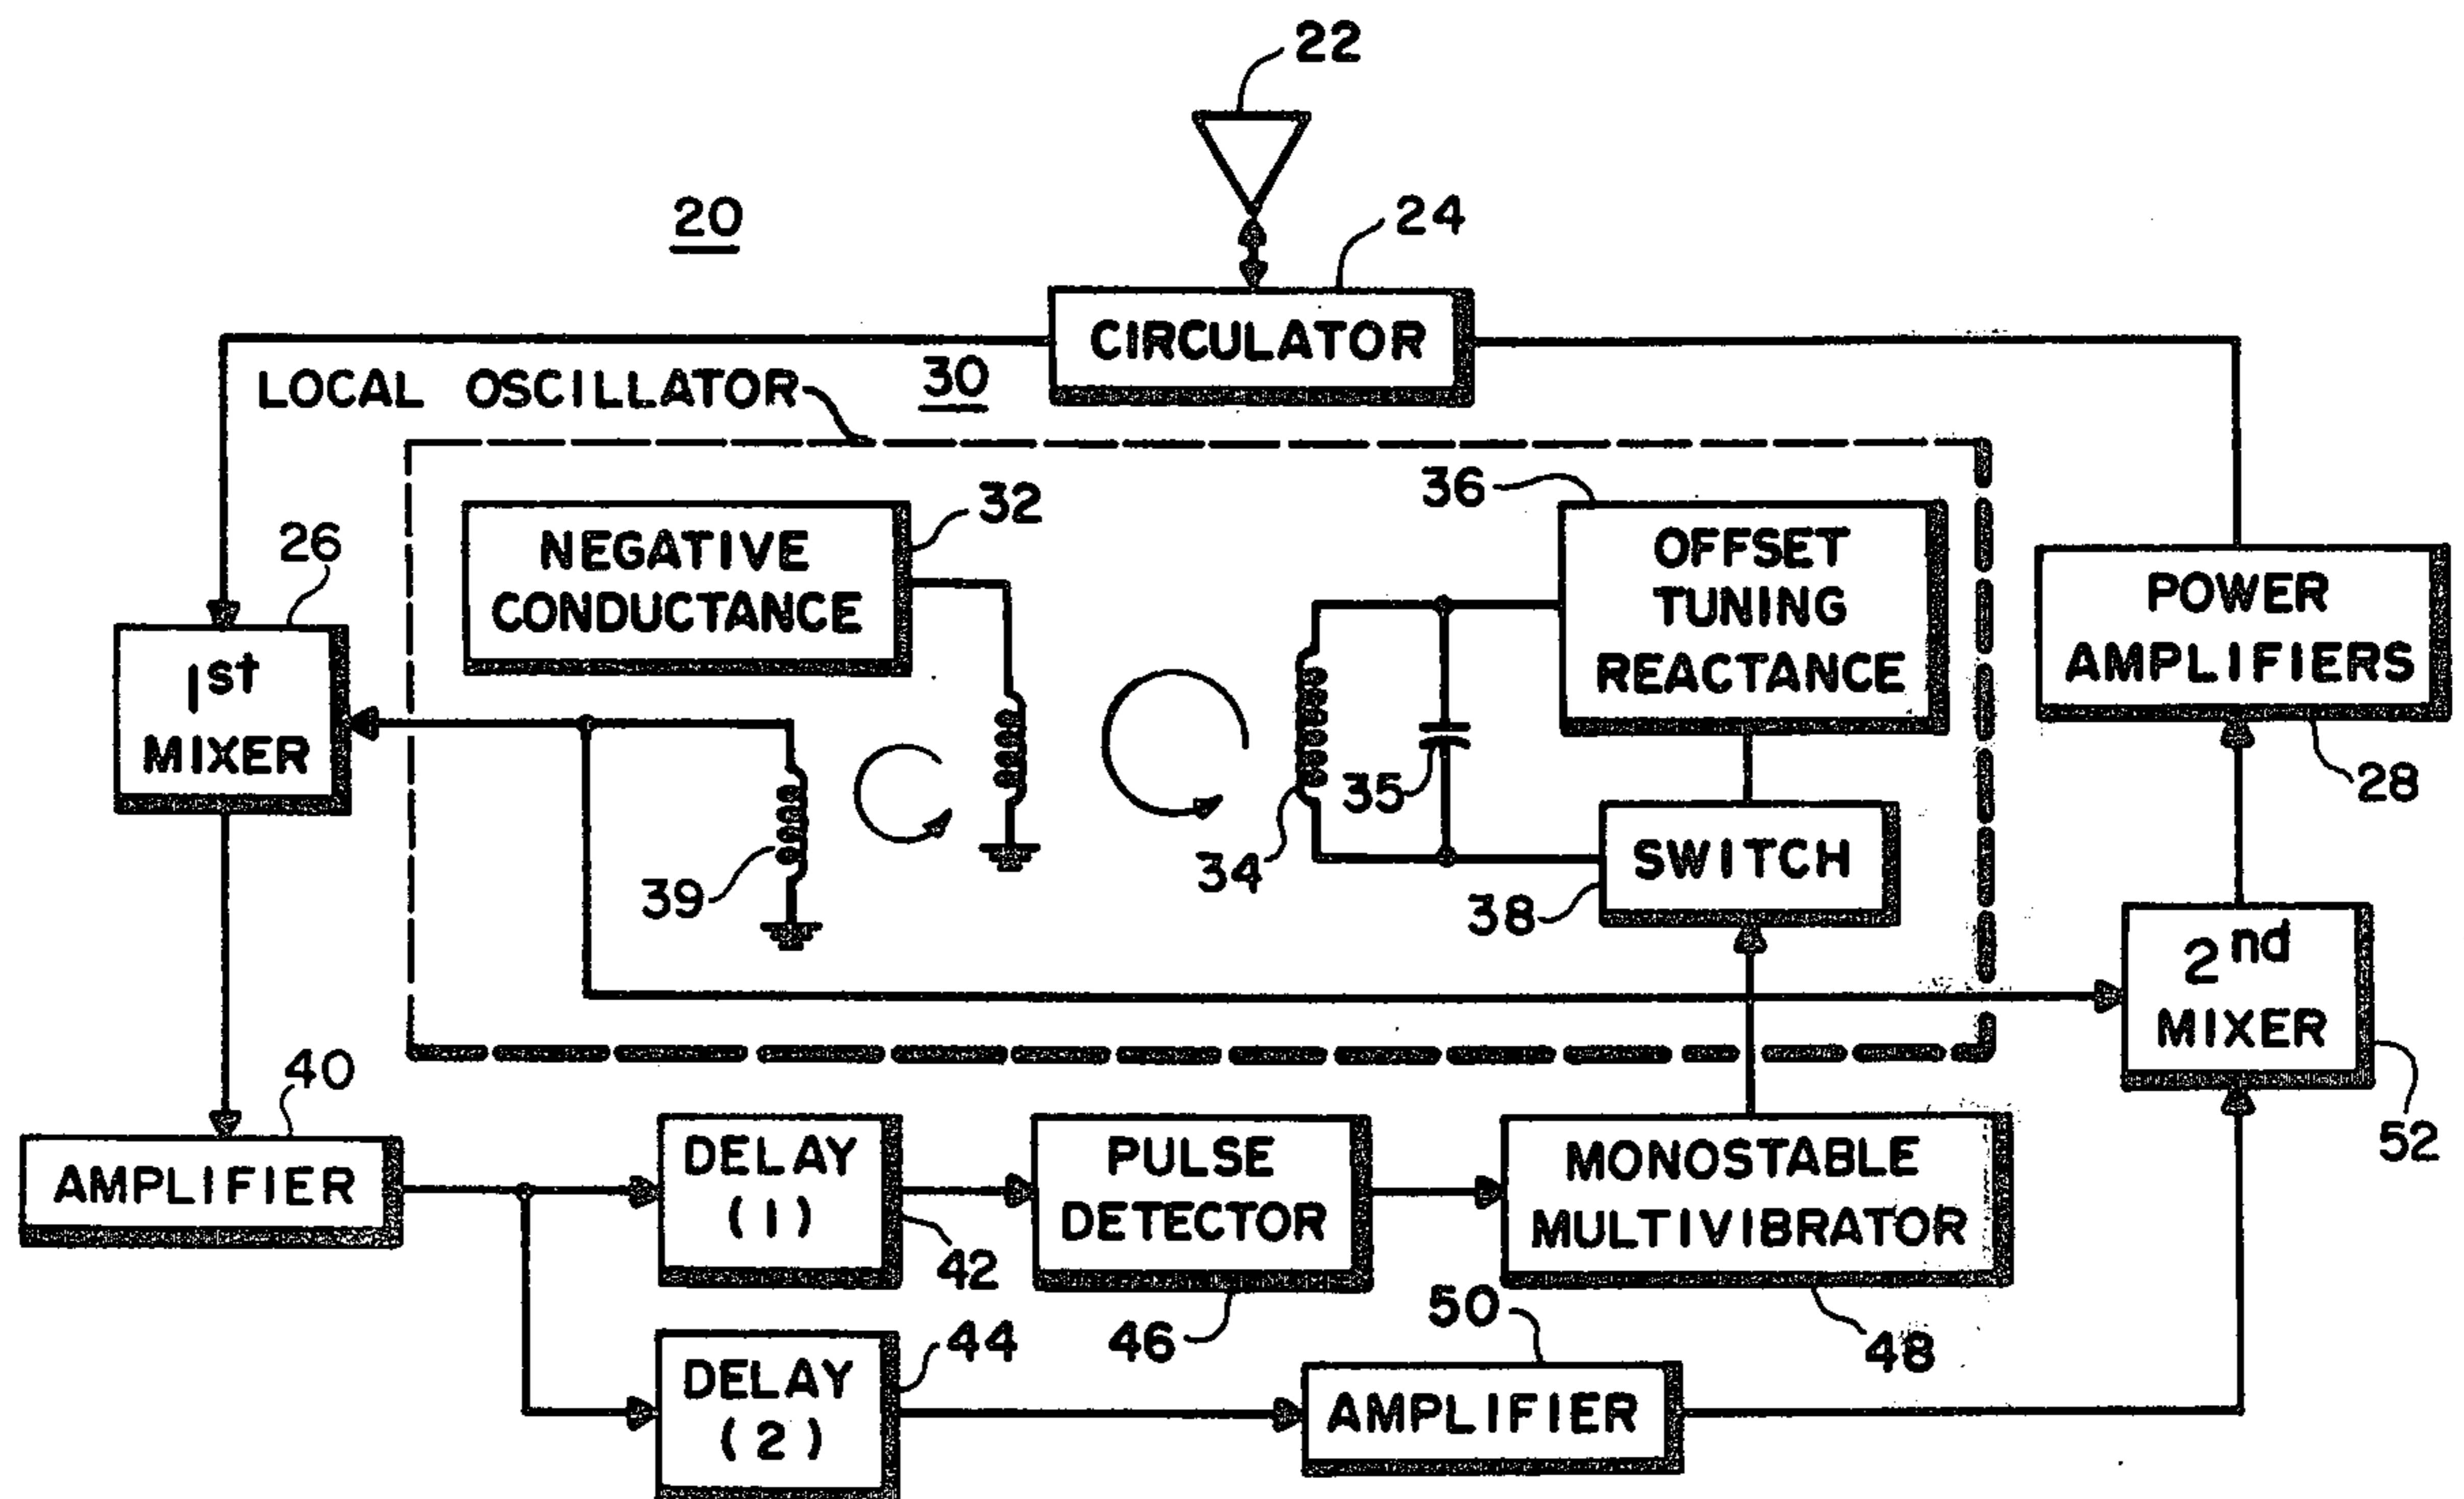 22
20
24
CIRCULATOR
LOCAL OSCILLATOR
30
32
36
26
NEGATIVE
CONDUCTANCE
OFFSET
TUNING
REACTANCE
POWER
AMPLIFIERS
1st
MIXER
35
28
34
SWITCH
39
38
2nd
MIXER
40
52
AMPLIFIER
DELAY
(1)
PULSE
DETECTOR
MONOSTABLE
MULTIVIBRATOR
42
50
46
44
48
DELAY
(2)
AMPLIFIER